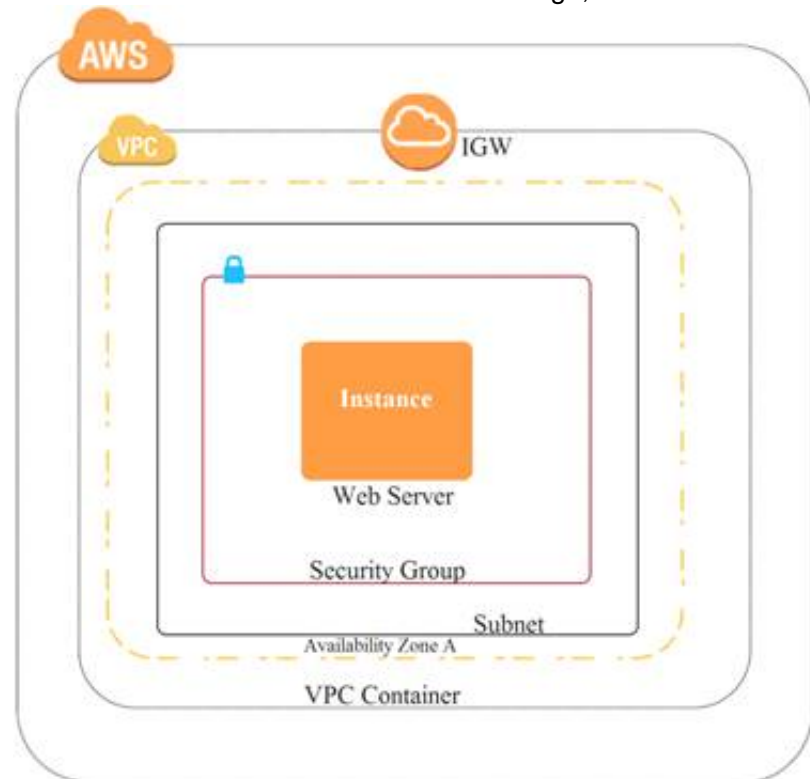 AWS
VPC
IGW
Instance
Web Server
Security Group
Subnet
Availability Zone A
VPC Container